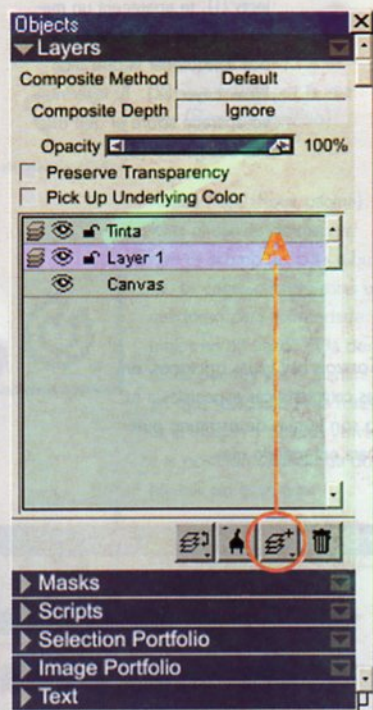 Objects
Layers
Composite Method Default
Composite Depth Ignore
Opacity 100%
Preserve Transparency
Pick Up Underlying Color
Tinta
A
Layer 1
Canvas
Masks
Scripts
Selection Portfolio
Image Portfolio
Text